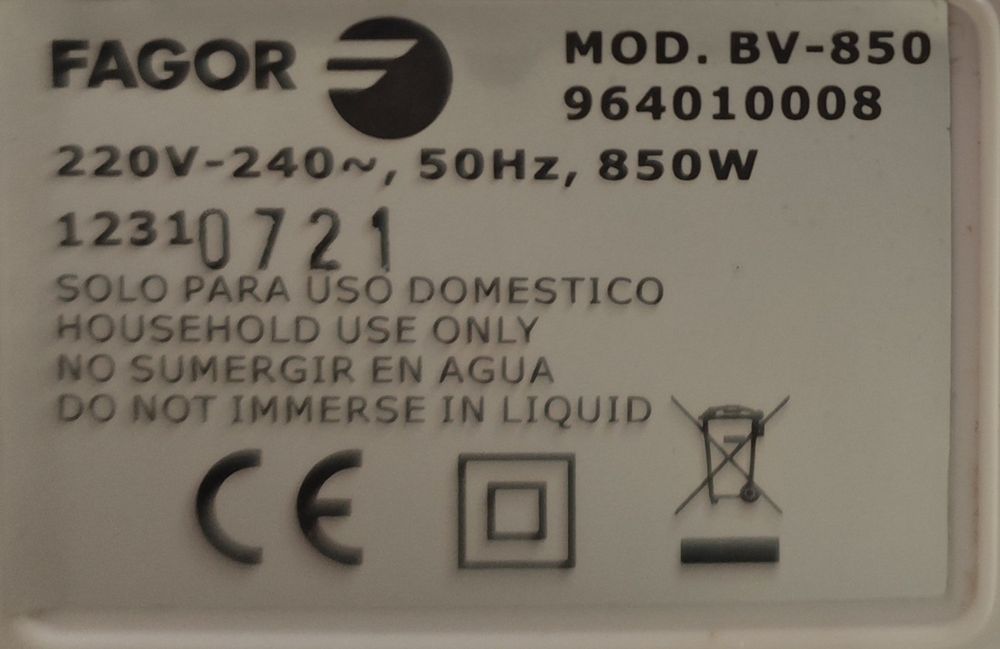 FAGOR
MOD. BV-850
964010008
220V-240~, 50Hz, 850W
12310721
SOLO PARA USO DOMESTICO
HOUSEHOLD USE ONLY
NO SUMERGIR EN AGUA
DO NOT IMMERSE IN LIQUID
CE